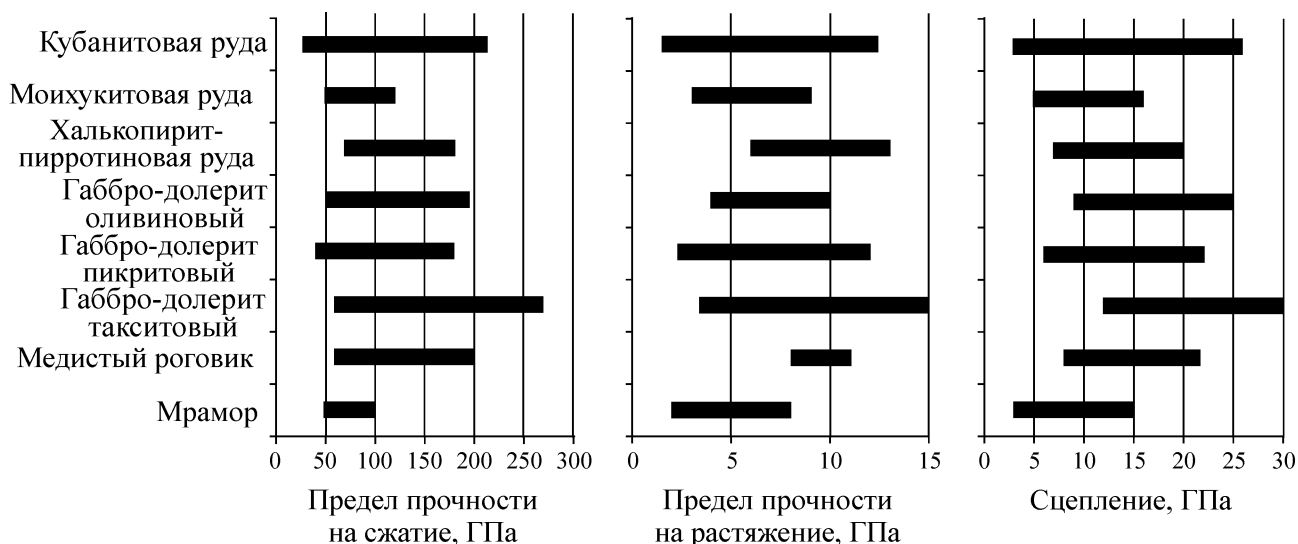 Кубанитовая руда
Моихукитовая руда
Халькопирит-
пирротиновая руда
Габбро-долерит
оливиновый
Габбро-долерит
пикритовый
Габбро-долерит
такситовый
Медистый роговик
Мрамор
0 50 100 200 250 300
0 5 10 15
0 5 10 15 22 25 30
Предел прочности
на сжатие, ГПа
Предел прочности
на растяжение, ГПа
Сцепление, ГПа